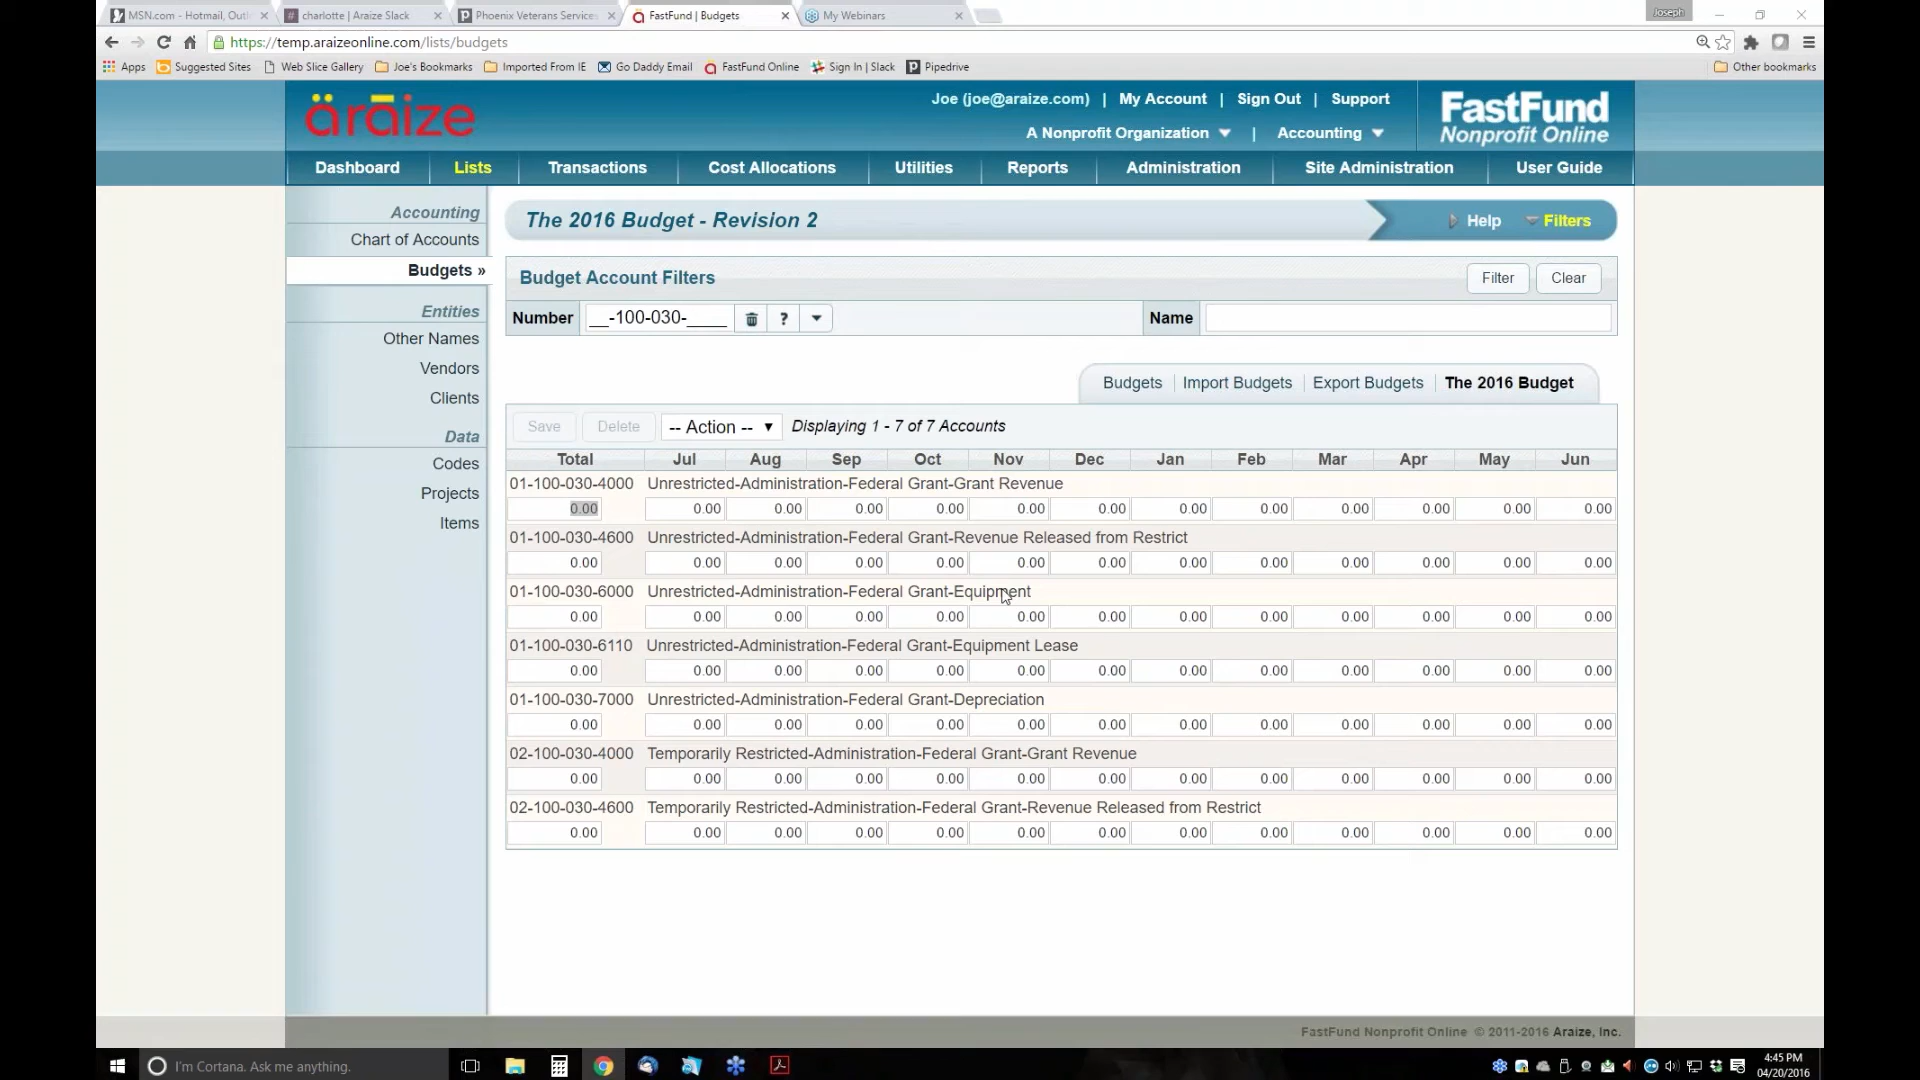 MSN.com - Hotmail, Outl
charlotte | Araize Slack
Phoenix Veterans Services
FastFund | Budgets
My Webinars
Joseph
https://temp.araizeonline.com/lists/budgets
Apps
Suggested Sites
Web Slice Gallery
Joe's Bookmarks
Imported From IE
Go Daddy Email
FastFund Online
Sign In | Slack
Pipedrive
Other bookmarks
äraīze
Joe (joe@araize.com) | My Account | Sign Out | Support
A Nonprofit Organization | Accounting
FastFund
Nonprofit Online
Dashboard Lists Transactions Cost Allocations Utilities Reports Administration Site Administration User Guide
Accounting
Chart of Accounts
Budgets »
Entities
Other Names
Vendors
Clients
Data
Codes
Projects
Items
The 2016 Budget - Revision 2
Help Filters
Budget Account Filters
Filter Clear
Number __-100-030-____ ? Name
Budgets | Import Budgets | Export Budgets | The 2016 Budget
Save Delete -- Action -- Displaying 1 - 7 of 7 Accounts
Total Jul Aug Sep Oct Nov Dec Jan Feb Mar Apr May Jun
01-100-030-4000 Unrestricted-Administration-Federal Grant-Grant Revenue
0.00 0.00 0.00 0.00 0.00 0.00 0.00 0.00 0.00 0.00 0.00 0.00 0.00
01-100-030-4600 Unrestricted-Administration-Federal Grant-Revenue Released from Restrict
0.00 0.00 0.00 0.00 0.00 0.00 0.00 0.00 0.00 0.00 0.00 0.00 0.00
01-100-030-6000 Unrestricted-Administration-Federal Grant-Equipment
0.00 0.00 0.00 0.00 0.00 0.00 0.00 0.00 0.00 0.00 0.00 0.00 0.00
01-100-030-6110 Unrestricted-Administration-Federal Grant-Equipment Lease
0.00 0.00 0.00 0.00 0.00 0.00 0.00 0.00 0.00 0.00 0.00 0.00 0.00
01-100-030-7000 Unrestricted-Administration-Federal Grant-Depreciation
0.00 0.00 0.00 0.00 0.00 0.00 0.00 0.00 0.00 0.00 0.00 0.00 0.00
02-100-030-4000 Temporarily Restricted-Administration-Federal Grant-Grant Revenue
0.00 0.00 0.00 0.00 0.00 0.00 0.00 0.00 0.00 0.00 0.00 0.00 0.00
02-100-030-4600 Temporarily Restricted-Administration-Federal Grant-Revenue Released from Restrict
0.00 0.00 0.00 0.00 0.00 0.00 0.00 0.00 0.00 0.00 0.00 0.00 0.00
FastFund Nonprofit Online © 2011-2016 Araize, Inc.
I'm Cortana. Ask me anything.
4:45 PM
04/20/2016